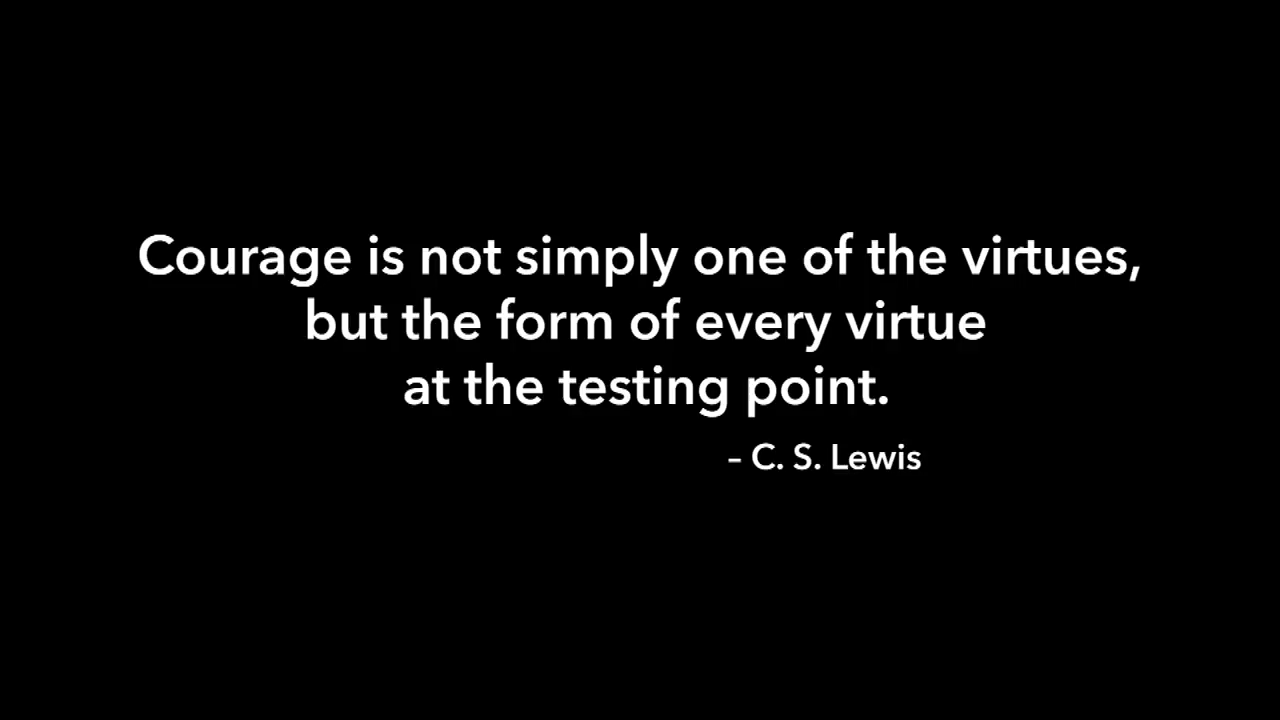 Courage is not simply one of the virtues,
but the form of every virtue
at the testing point.
– C. S. Lewis